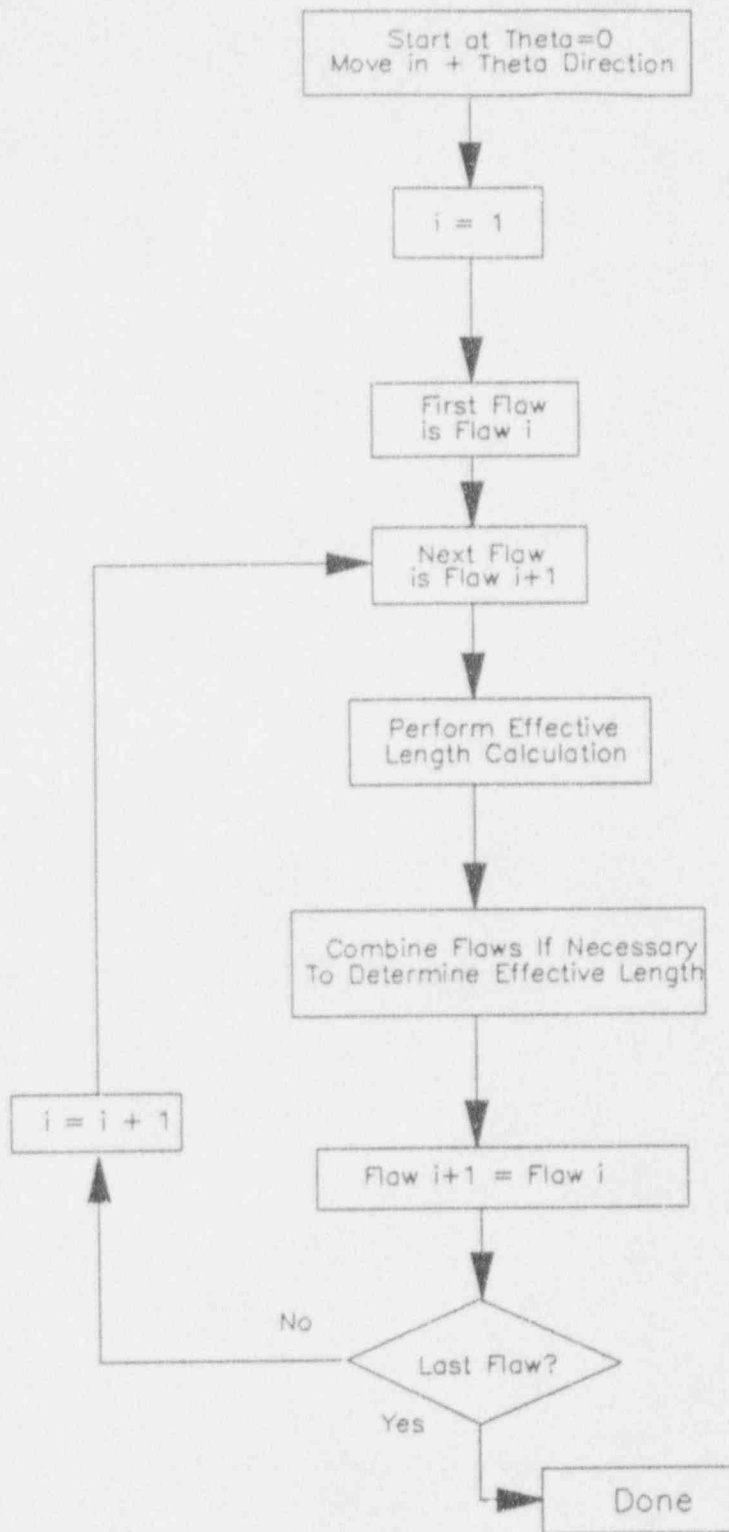 Start at Theta=0
Move in + Theta Direction
i = 1
First Flaw
is Flaw i
Next Flaw
is Flaw i+1
Perform Effective
Length Calculation
Combine Flaws If Necessary
To Determine Effective Length
i = i + 1
Flaw i+1 = Flaw i
No
Last Flaw?
Yes
Done